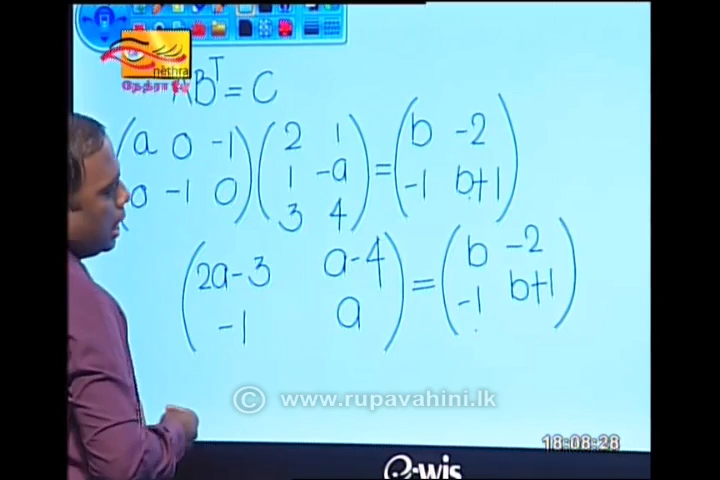 nethra
நேத்ரா
AB^T = C
(a 0 -1) (2 1) = (b -2)
(0 -1 0) (1 -a) (-1 b+1)
(3 4)
(2a-3 a-4) = (b -2)
(-1 a) (-1 b+1)
© www.rupavahini.lk
18:08:28
e-wis